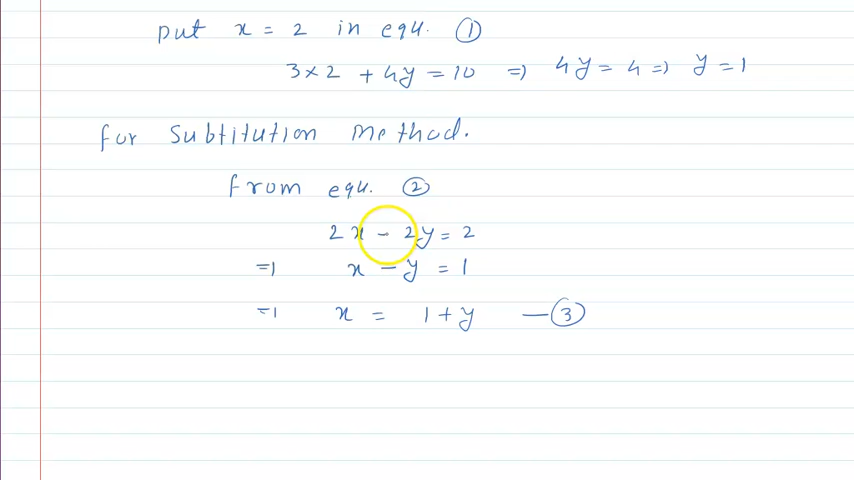 put x = 2 in equ. ①
3 × 2 + 4y = 10 ⇒ 4y = 4 ⇒ y = 1
for Subtitution method.
from equ. ②
2x - 2y = 2
⇒ x - y = 1
⇒ x = 1 + y — ③